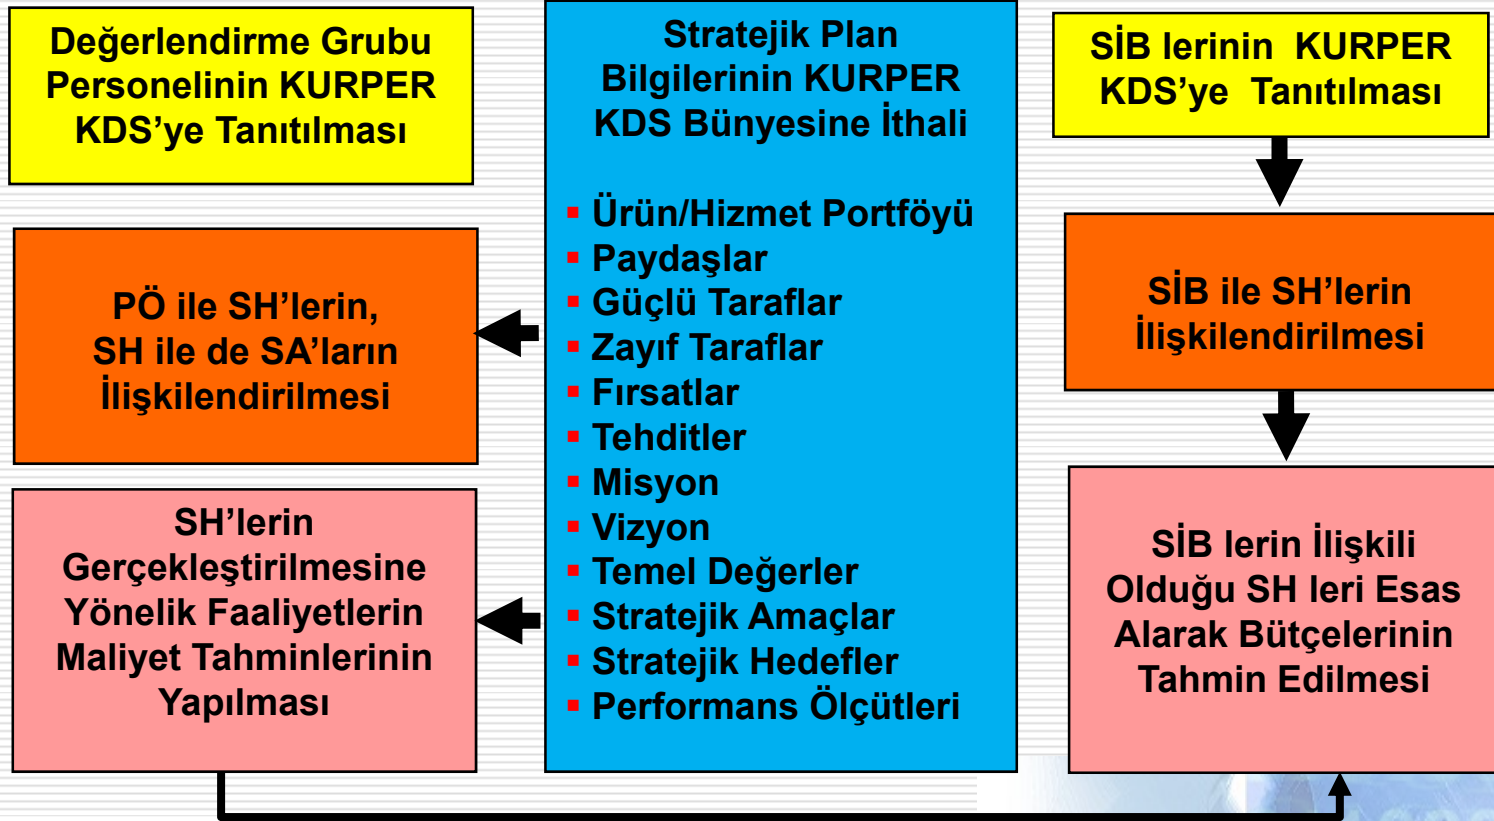 Değerlendirme Grubu
Personelinin KURPER
KDS’ye Tanıtılması
PÖ ile SH’lerin,
SH ile de SA’ların
İlişkilendirilmesi
SH’lerin
Gerçekleştirilmesine
Yönelik Faaliyetlerin
Maliyet Tahminlerinin
Yapılması
Stratejik Plan
Bilgilerinin KURPER
KDS Bünyesine İthali
▪ Ürün/Hizmet Portföyü
▪ Paydaşlar
▪ Güçlü Taraflar
▪ Zayıf Taraflar
▪ Fırsatlar
▪ Tehditler
▪ Misyon
▪ Vizyon
▪ Temel Değerler
▪ Stratejik Amaçlar
▪ Stratejik Hedefler
▪ Performans Ölçütleri
SİB lerinin KURPER
KDS’ye Tanıtılması
SİB ile SH’lerin
İlişkilendirilmesi
SİB lerin İlişkili
Olduğu SH leri Esas
Alarak Bütçelerinin
Tahmin Edilmesi